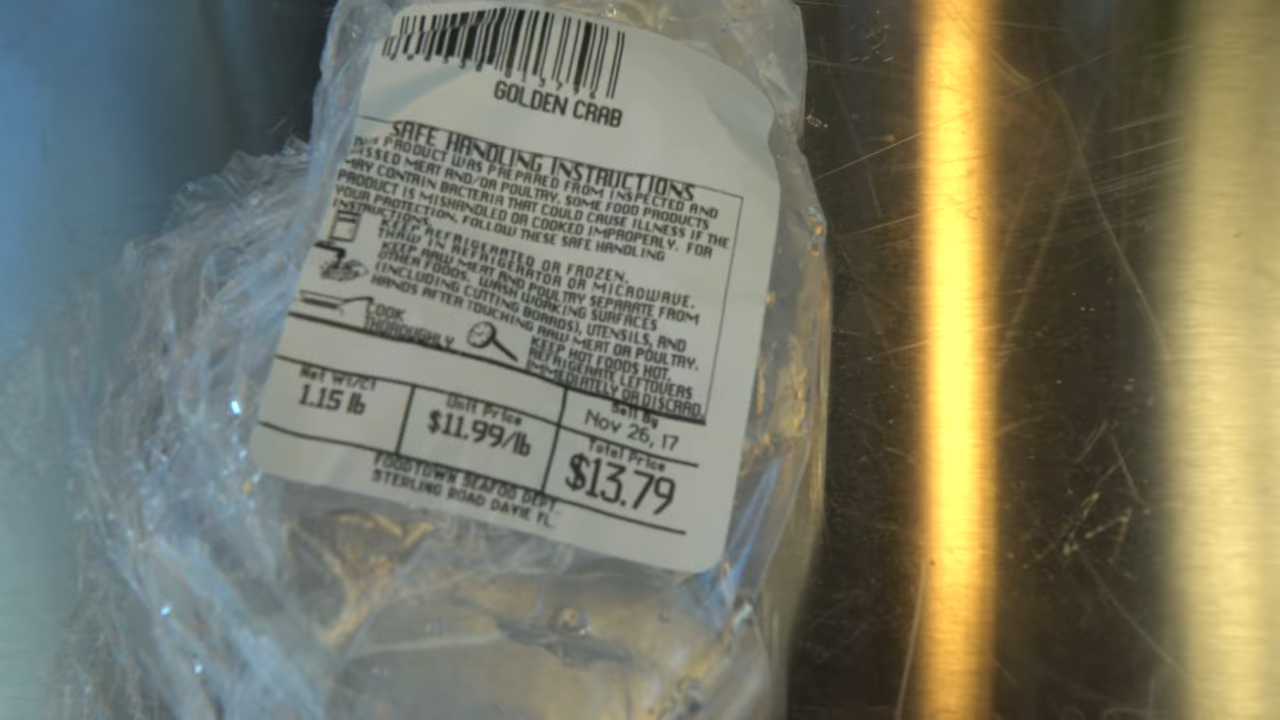 GOLDEN CRAB
SAFE HANDLING INSTRUCTIONS
PRODUCT WAS PREPARED FROM INSPECTED AND
PASSED MEAT AND/OR POULTRY. SOME FOOD PRODUCTS
MAY CONTAIN BACTERIA THAT COULD CAUSE ILLNESS IF THE
PRODUCT IS MISHANDLED OR COOKED IMPROPERLY. FOR
YOUR PROTECTION, FOLLOW THESE SAFE HANDLING
INSTRUCTIONS.
KEEP REFRIGERATED OR FROZEN.
THAW IN REFRIGERATOR OR MICROWAVE.
KEEP RAW MEAT AND POULTRY SEPARATE FROM
OTHER FOODS. WASH WORKING SURFACES
(INCLUDING CUTTING BOARDS), UTENSILS, AND
HANDS AFTER TOUCHING RAW MEAT OR POULTRY.
COOK
THOROUGHLY
KEEP HOT FOODS HOT.
REFRIGERATE LEFTOVERS
IMMEDIATELY OR DISCARD.
Net Wt/Ct
1.15 lb
Unit Price
$11.99/lb
Sell By
Nov 26, 17
Total Price
$13.79
FOODTOWN SEAFOOD DEPT.
STERLING ROAD DAVIE FL.